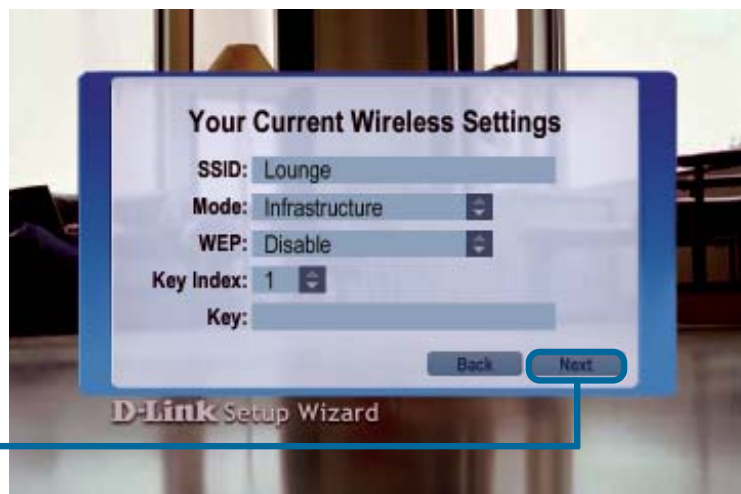 Your Current Wireless Settings
SSID: Lounge
Mode: Infrastructure
WEP: Disable
Key Index: 1
Key:
Back Next
D-Link Setup Wizard